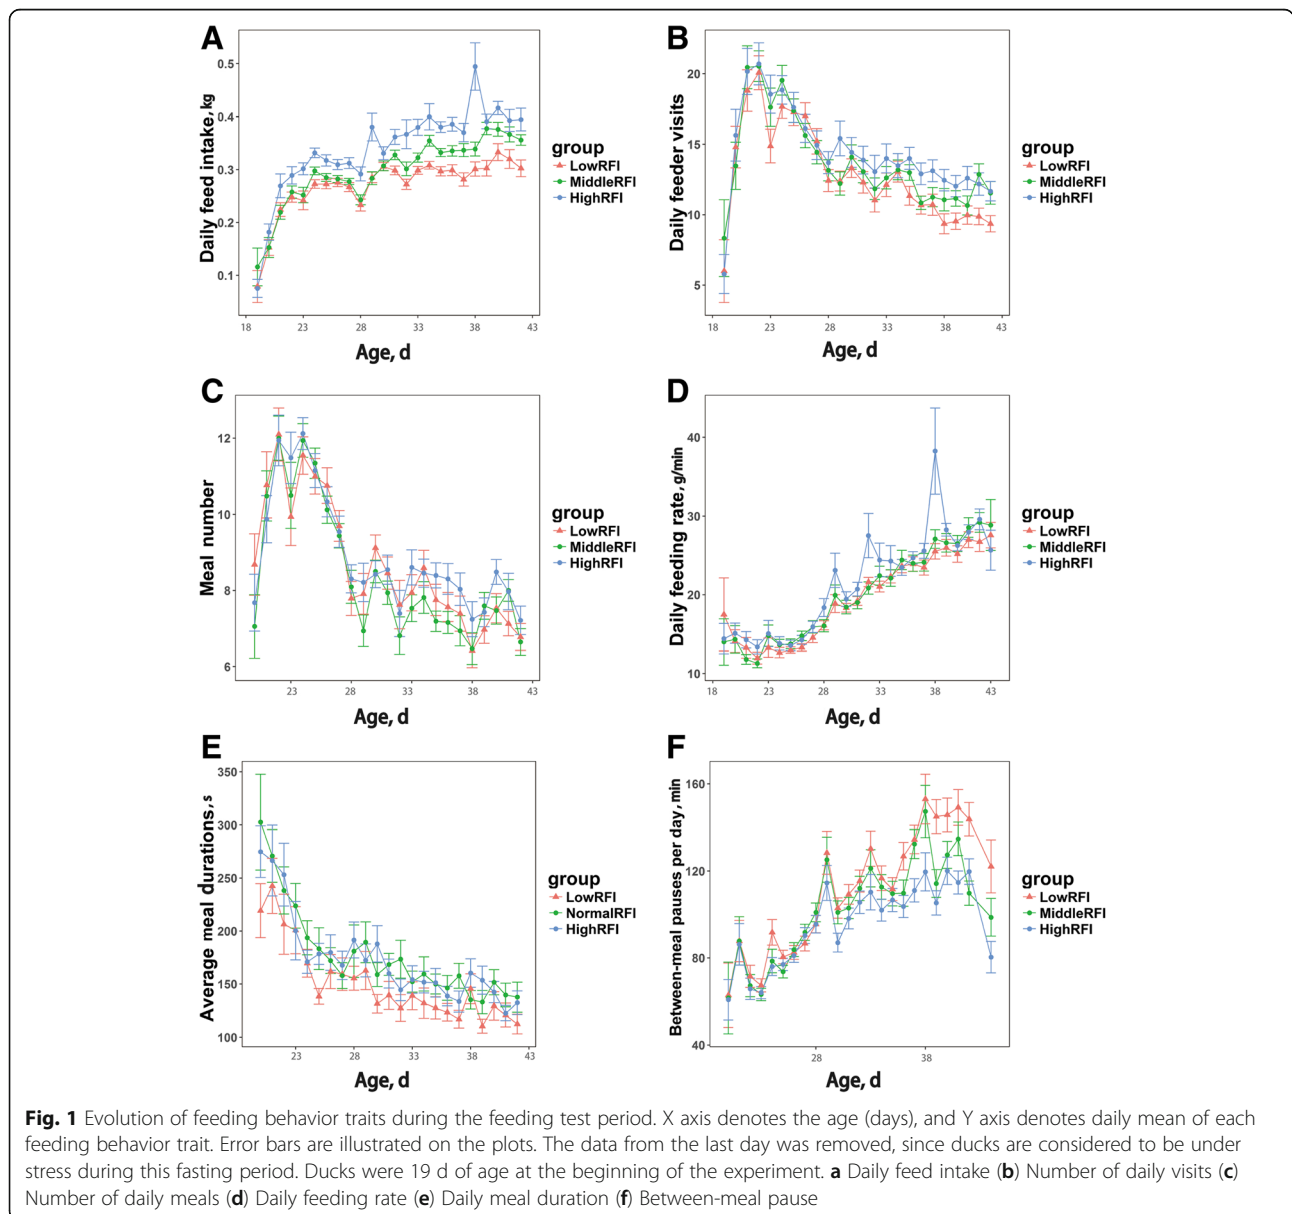 A
Daily feed intake,kg
0.5
0.4
0.3
0.2
0.1
18 23 28 33 38 43
Age, d
group
LowRFI
MiddleRFI
HighRFI
B
Daily feeder visits
20
15
10
5
18 23 28 33 38 43
Age, d
group
LowRFI
MiddleRFI
HighRFI
C
Meal number
12
10
8
6
23 28 33 38 43
Age, d
group
LowRFI
MiddleRFI
HighRFI
D
Daily feeding rate, g/min
40
30
20
10
18 23 28 33 38 43
Age, d
group
LowRFI
MiddleRFI
HighRFI
E
Average meal durations, s
350
300
250
200
150
100
23 28 33 38 43
Age, d
group
LowRFI
NormalRFI
HighRFI
F
Between-meal pauses per day, min
160
120
80
40
28 38
Age, d
group
LowRFI
MiddleRFI
HighRFI
Fig. 1 Evolution of feeding behavior traits during the feeding test period. X axis denotes the age (days), and Y axis denotes daily mean of each
feeding behavior trait. Error bars are illustrated on the plots. The data from the last day was removed, since ducks are considered to be under
stress during this fasting period. Ducks were 19 d of age at the beginning of the experiment. a Daily feed intake (b) Number of daily visits (c)
Number of daily meals (d) Daily feeding rate (e) Daily meal duration (f) Between-meal pause